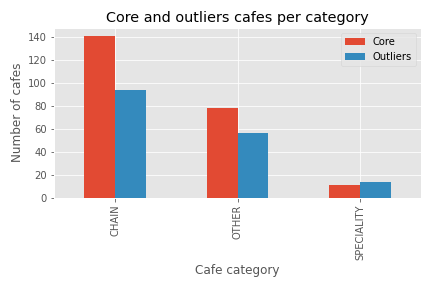 Core and outliers cafes per category
Core
Outliers
Number of cafes
140
120
100
80
60
40
20
0
CHAIN
OTHER
SPECIALITY
Cafe category